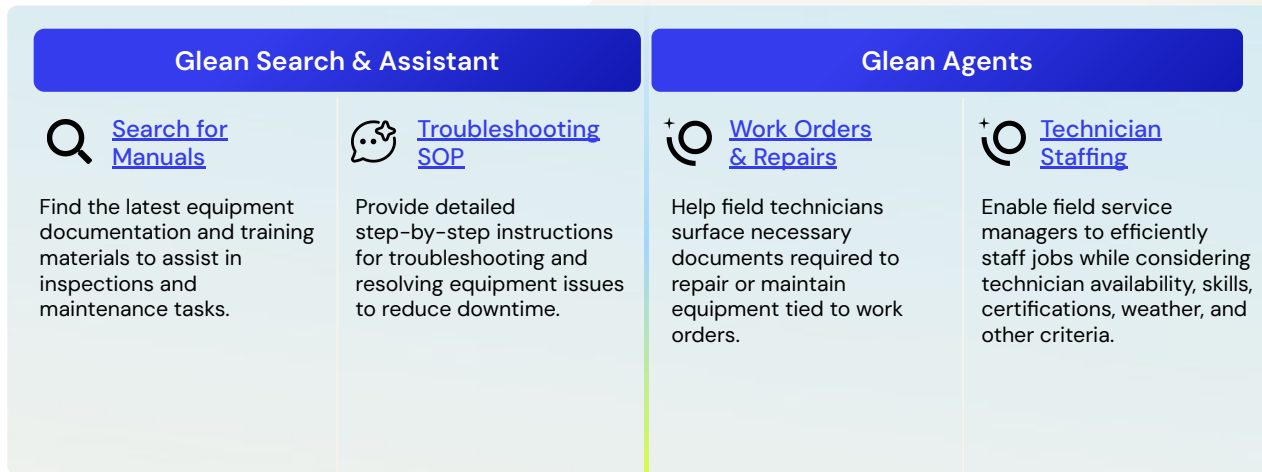 Glean Search & Assistant
Search for
Manuals
Find the latest equipment
documentation and training
materials to assist in
inspections and
maintenance tasks.
Troubleshooting
SOP
Provide detailed
step-by-step instructions
for troubleshooting and
resolving equipment issues
to reduce downtime.
Glean Agents
Work Orders
& Repairs
Help field technicians
surface necessary
documents required to
repair or maintain
equipment tied to work
orders.
Technician
Staffing
Enable field service
managers to efficiently
staff jobs while considering
technician availability, skills,
certifications, weather, and
other criteria.